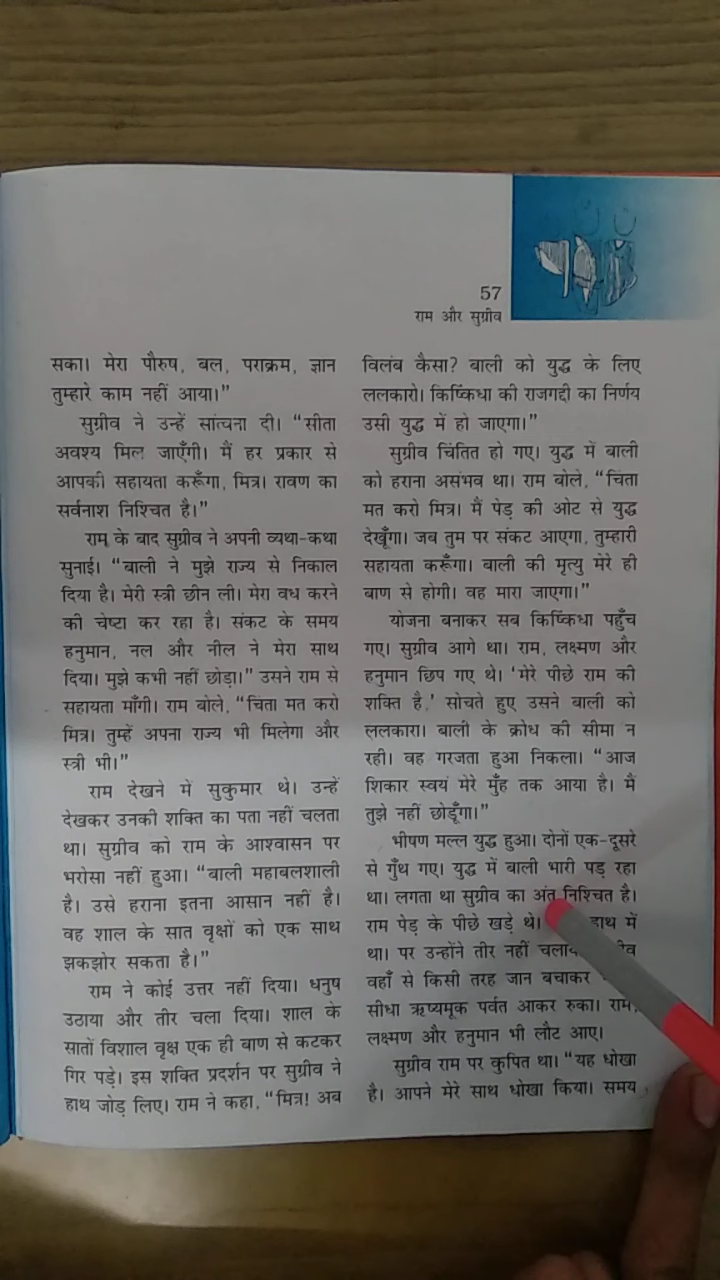 57
राम और सुग्रीव
सका। मेरा पौरुष, बल, पराक्रम, ज्ञान
तुम्हारे काम नहीं आया।”
सुग्रीव ने उन्हें सांत्वना दी। “सीता
अवश्य मिल जाएँगी। मैं हर प्रकार से
आपकी सहायता करूँगा, मित्र। रावण का
सर्वनाश निश्चित है।”
राम के बाद सुग्रीव ने अपनी व्यथा-कथा
सुनाई। “बाली ने मुझे राज्य से निकाल
दिया है। मेरी स्त्री छीन ली। मेरा वध करने
की चेष्टा कर रहा है। संकट के समय
हनुमान, नल और नील ने मेरा साथ
दिया। मुझे कभी नहीं छोड़ा।” उसने राम से
सहायता माँगी। राम बोले, “चिंता मत करो
मित्र। तुम्हें अपना राज्य भी मिलेगा और
स्त्री भी।”
राम देखने में सुकुमार थे। उन्हें
देखकर उनकी शक्ति का पता नहीं चलता
था। सुग्रीव को राम के आश्वासन पर
भरोसा नहीं हुआ। “बाली महाबलशाली
है। उसे हराना इतना आसान नहीं है।
वह शाल के सात वृक्षों को एक साथ
झकझोर सकता है।”
राम ने कोई उत्तर नहीं दिया। धनुष
उठाया और तीर चला दिया। शाल के
सातों विशाल वृक्ष एक ही बाण से कटकर
गिर पड़े। इस शक्ति प्रदर्शन पर सुग्रीव ने
हाथ जोड़ लिए। राम ने कहा, “मित्र! अब
विलंब कैसा? बाली को युद्ध के लिए
ललकारो। किष्किंधा की राजगद्दी का निर्णय
उसी युद्ध में हो जाएगा।”
सुग्रीव चिंतित हो गए। युद्ध में बाली
को हराना असंभव था। राम बोले, “चिंता
मत करो मित्र। मैं पेड़ की ओट से युद्ध
देखूँगा। जब तुम पर संकट आएगा, तुम्हारी
सहायता करूँगा। बाली की मृत्यु मेरे ही
बाण से होगी। वह मारा जाएगा।”
योजना बनाकर सब किष्किंधा पहुँच
गए। सुग्रीव आगे था। राम, लक्ष्मण और
हनुमान छिप गए थे। ‘मेरे पीछे राम की
शक्ति है,’ सोचते हुए उसने बाली को
ललकारा। बाली के क्रोध की सीमा न
रही। वह गरजता हुआ निकला। “आज
शिकार स्वयं मेरे मुँह तक आया है। मैं
तुझे नहीं छोड़ूँगा।”
भीषण मल्ल युद्ध हुआ। दोनों एक-दूसरे
से गुँथ गए। युद्ध में बाली भारी पड़ रहा
था। लगता था सुग्रीव का अंत निश्चित है।
राम पेड़ के पीछे खड़े थे। हाथ में
था। पर उन्होंने तीर नहीं
वहाँ से किसी तरह जान बचाकर
सीधा ऋष्यमूक पर्वत आकर रुका। राम,
लक्ष्मण और हनुमान भी लौट आए।
सुग्रीव राम पर कुपित था। “यह धोखा
है। आपने मेरे साथ धोखा किया। समय